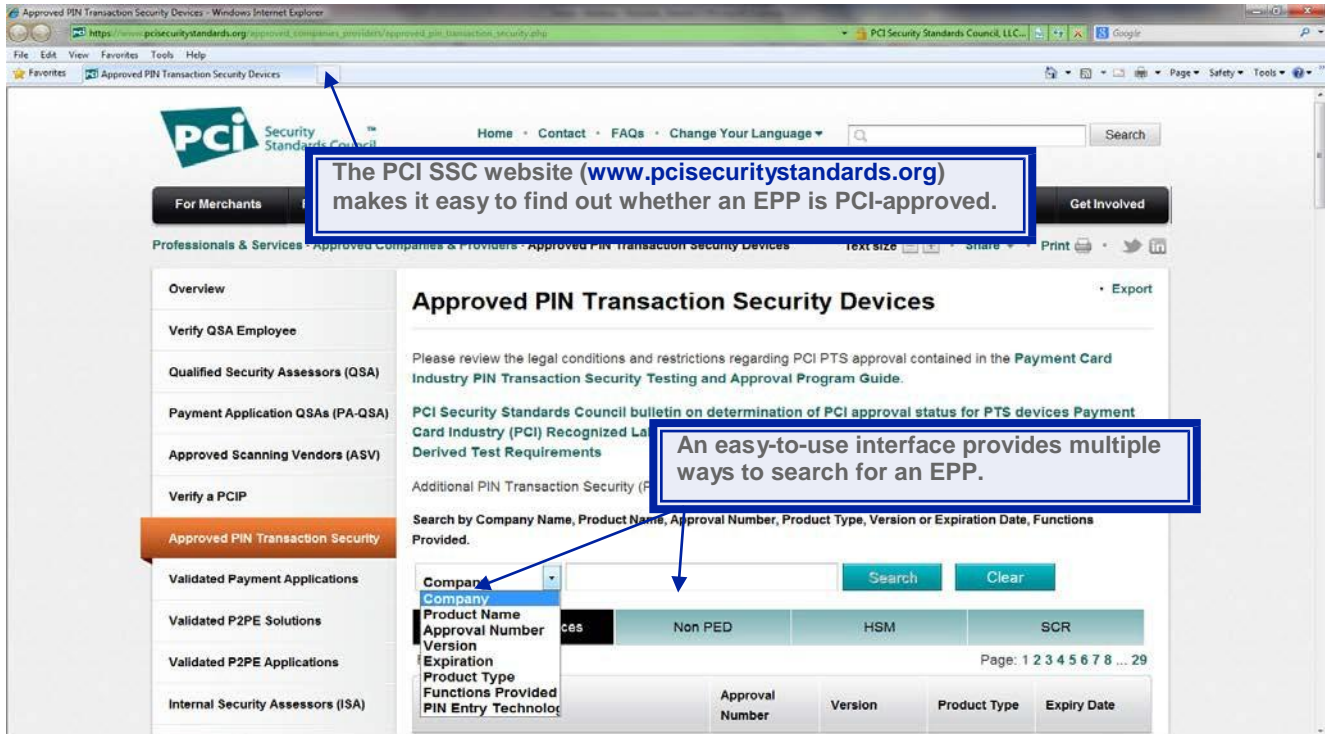 Approved PIN Transaction Security Devices - Windows Internet Explorer
https://www.pcisecuritystandards.org/approved_companies_providers/approved_pin_transaction_security.php
PCI Security Standards Council, LLC...
Google
File Edit View Favorites Tools Help
Favorites Approved PIN Transaction Security Devices
Page Safety Tools
PCi Security Standards Council ™
Home · Contact · FAQs · Change Your Language
Search
The PCI SSC website (www.pcisecuritystandards.org)
makes it easy to find out whether an EPP is PCI-approved.
For Merchants
Get Involved
Professionals & Services · Approved Companies & Providers · Approved PIN Transaction Security Devices
Text size - + · Share · Print ·
Overview
Verify QSA Employee
Qualified Security Assessors (QSA)
Payment Application QSAs (PA-QSA)
Approved Scanning Vendors (ASV)
Verify a PCIP
Approved PIN Transaction Security
Validated Payment Applications
Validated P2PE Solutions
Validated P2PE Applications
Internal Security Assessors (ISA)
· Export
Approved PIN Transaction Security Devices
Please review the legal conditions and restrictions regarding PCI PTS approval contained in the Payment Card
Industry PIN Transaction Security Testing and Approval Program Guide.
PCI Security Standards Council bulletin on determination of PCI approval status for PTS devices Payment
Card Industry (PCI) Recognized
Derived Test Requirements
An easy-to-use interface provides multiple
ways to search for an EPP.
Additional PIN Transaction Security
Search by Company Name, Product Name, Approval Number, Product Type, Version or Expiration Date, Functions
Provided.
Company
Search Clear
Company
Product Name
Approval Number
Version
Expiration
Product Type
Functions Provided
PIN Entry Technolog
Non PED HSM SCR
Page: 1 2 3 4 5 6 7 8 ... 29
Approval
Number
Version Product Type Expiry Date